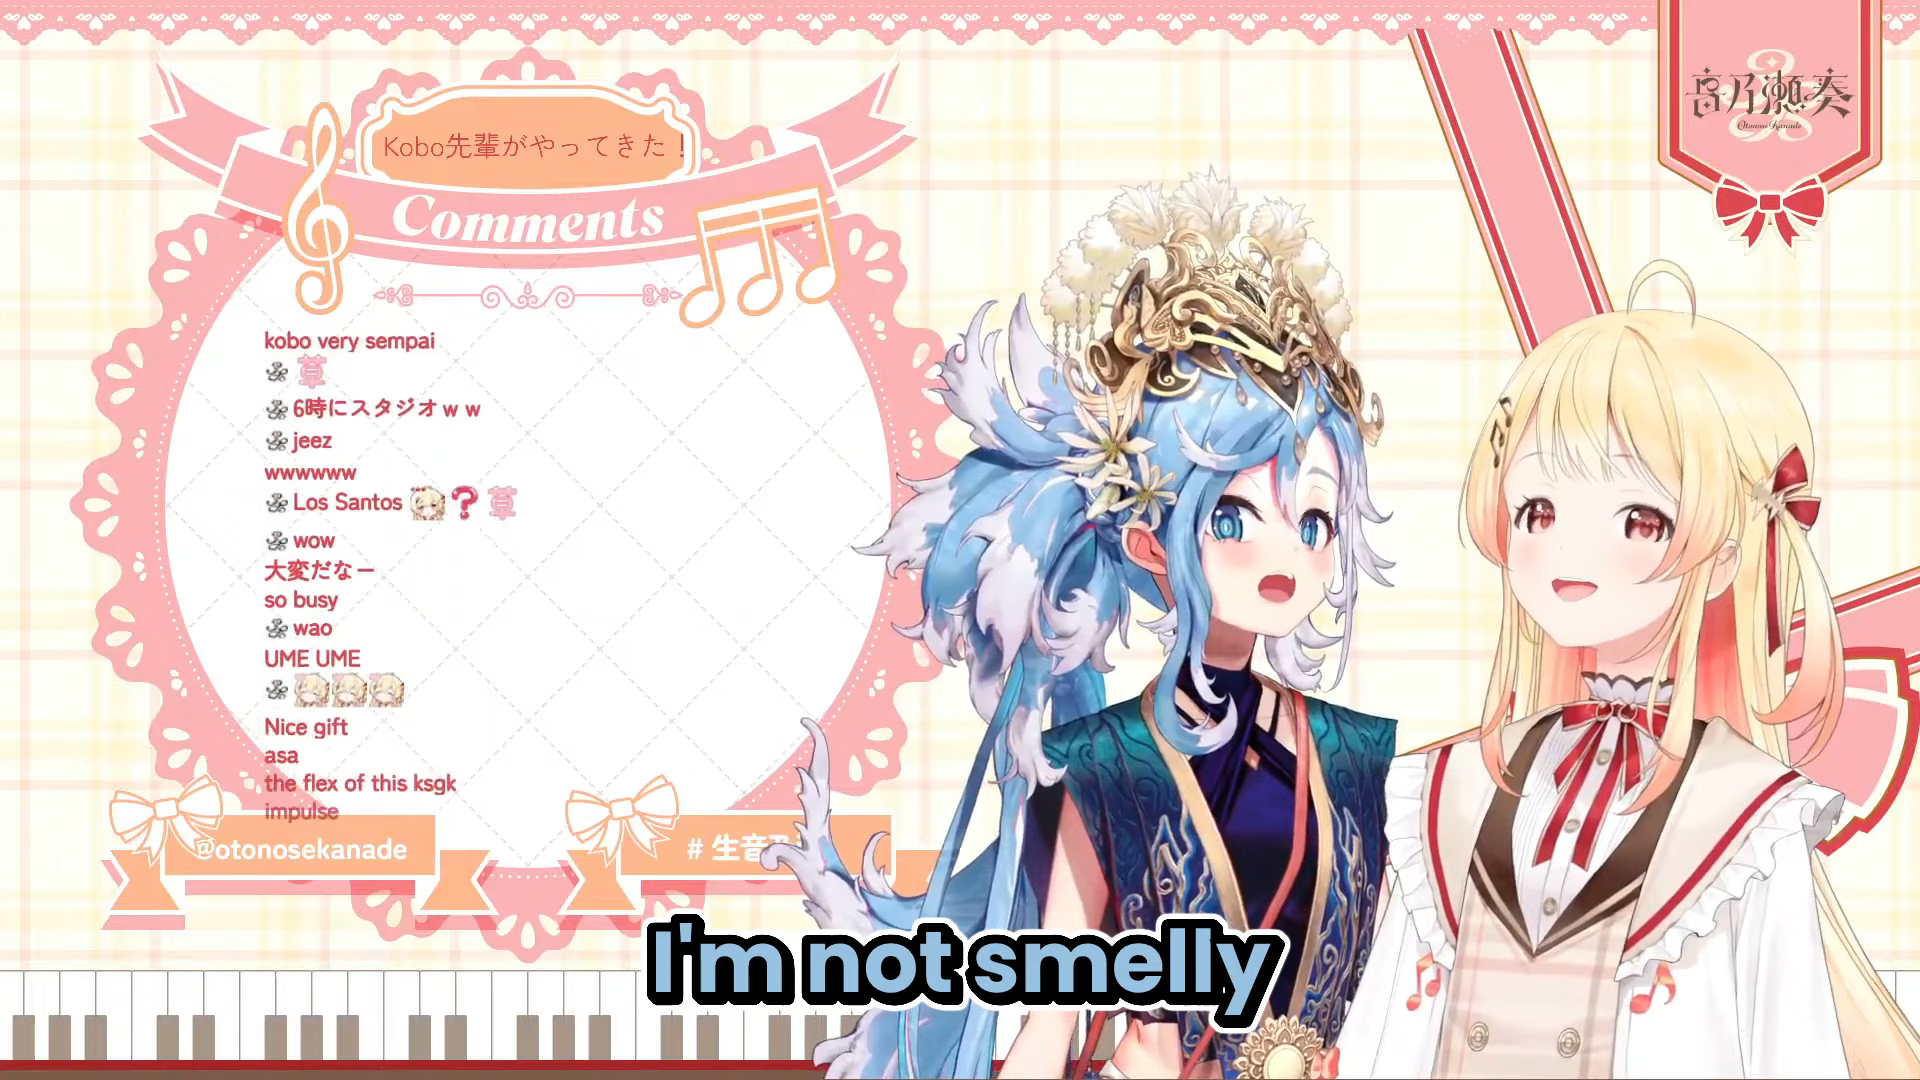 Kobo先輩がやってきた!
Comments
音乃瀬奏
Otonose Kanade
kobo very sempai
草
6時にスタジオｗｗ
jeez
wwwwww
Los Santos ❓ 草
wow
大変だなー
so busy
wao
UME UME
Nice gift
asa
the flex of this ksgk
impulse
@otonosekanade
# 生音
I'm not smelly